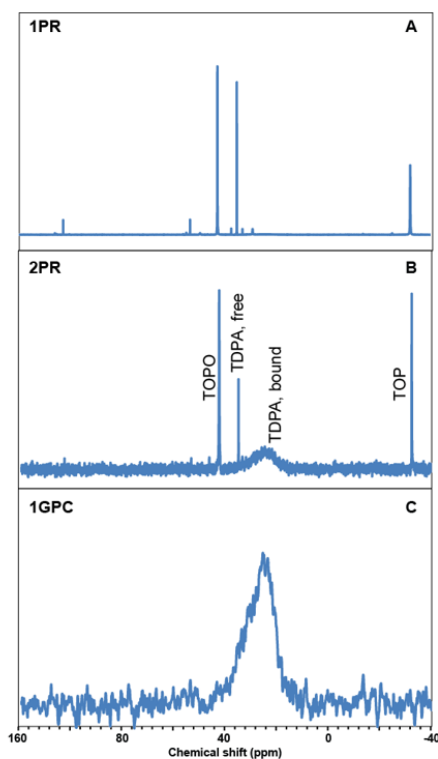 1PR A
2PR B
TOPO
TDPA, free
TDPA, bound
TOP
1GPC C
160 80 40 0 -40
Chemical shift (ppm)